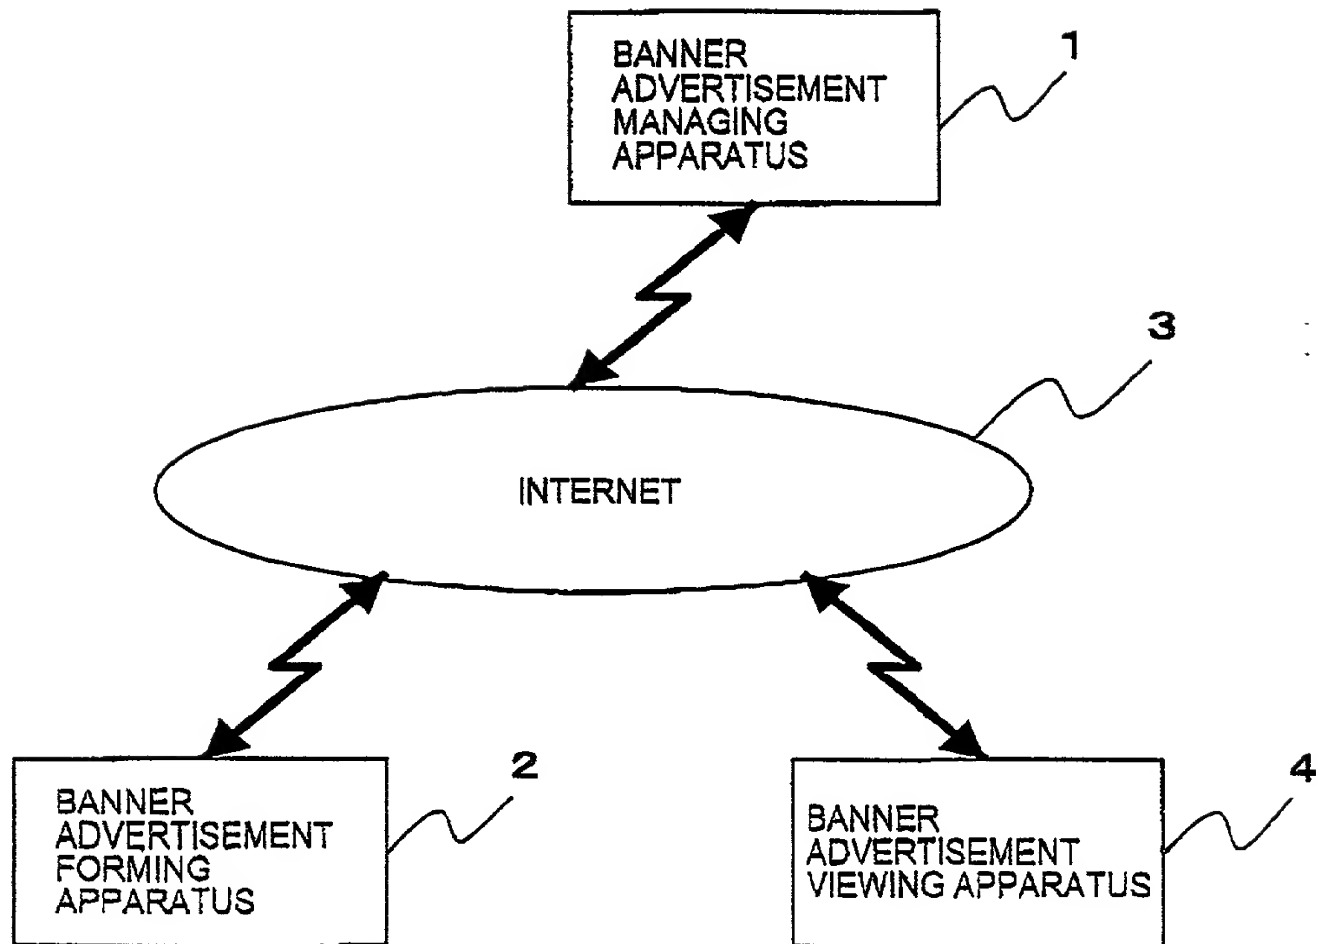 BANNER
ADVERTISEMENT
MANAGING
APPARATUS
1
3
INTERNET
2
BANNER
ADVERTISEMENT
FORMING
APPARATUS
4
BANNER
ADVERTISEMENT
VIEWING APPARATUS